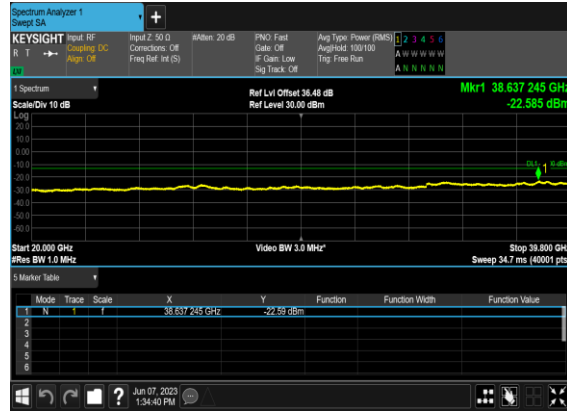 Spectrum Analyzer 1
Swept SA
+
KEYSIGHT
R T
Input: RF
Coupling: DC
Align: Off
Input Z: 50 Ω
Corrections: Off
Freq Ref: Int (S)
#Atten: 20 dB
PNO: Fast
Gate: Off
IF Gain: Low
Sig Track: Off
Avg Type: Power (RMS)
Avg|Hold: 100/100
Trig: Free Run
1 2 3 4 5 6
A W W W W W
A N N N N N
1 Spectrum
Scale/Div 10 dB
Ref Lvl Offset 36.48 dB
Ref Level 30.00 dBm
Mkr1 38.637 245 GHz
-22.585 dBm
Log
20.0
10.0
0.00
-10.0
-20.0
-30.0
-40.0
-50.0
-60.0
1
Start 20.000 GHz
#Res BW 1.0 MHz
Video BW 3.0 MHz*
Stop 39.800 GHz
Sweep 34.7 ms (40001 pts)
5 Marker Table
Mode Trace Scale X Y Function Function Width Function Value
1 N 1 f 38.637 245 GHz -22.59 dBm
2
3
4
5
6
?
Jun 07, 2023
1:34:40 PM